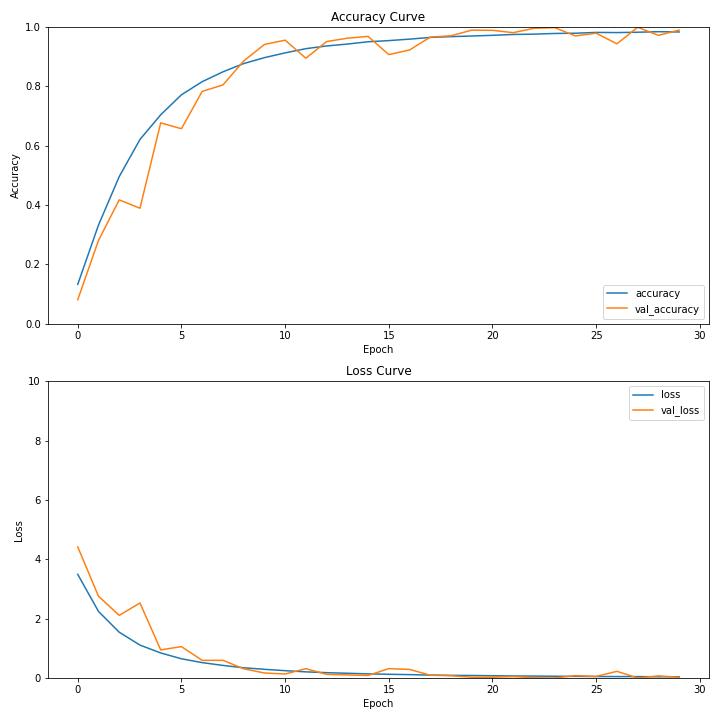 Accuracy Curve
1.0
0.8
0.6
0.4
0.2
0.0
Accuracy
accuracy
val_accuracy
0 5 10 15 20 25 30
Epoch
Loss Curve
10
8
6
4
2
0
Loss
loss
val_loss
0 5 10 15 20 25 30
Epoch